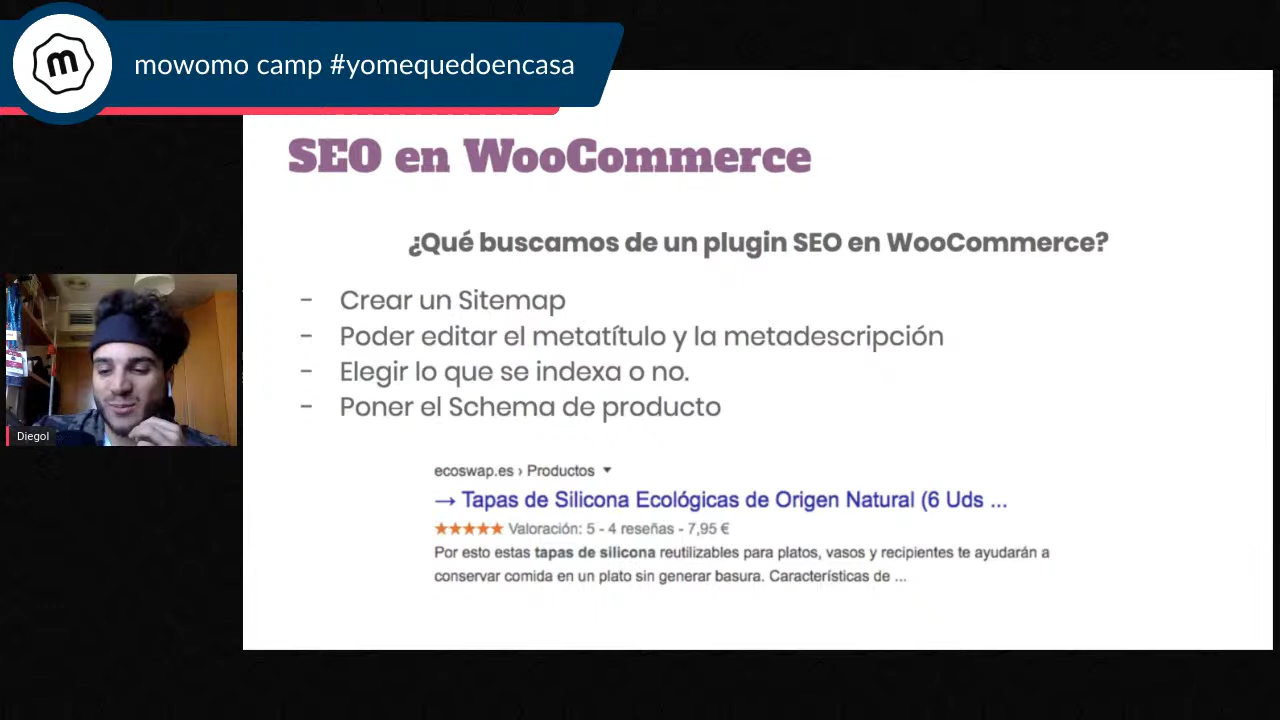 m
mowomo camp #yomequedoencasa
SEO en WooCommerce
¿Qué buscamos de un plugin SEO en WooCommerce?
- Crear un Sitemap
- Poder editar el metatítulo y la metadescripción
- Elegir lo que se indexa o no.
- Poner el Schema de producto
Diegol
ecoswap.es › Productos
→ Tapas de Silicona Ecológicas de Origen Natural (6 Uds ...
★★★★★ Valoración: 5 - 4 reseñas - 7,95 €
Por esto estas tapas de silicona reutilizables para platos, vasos y recipientes te ayudarán a
conservar comida en un plato sin generar basura. Características de ...